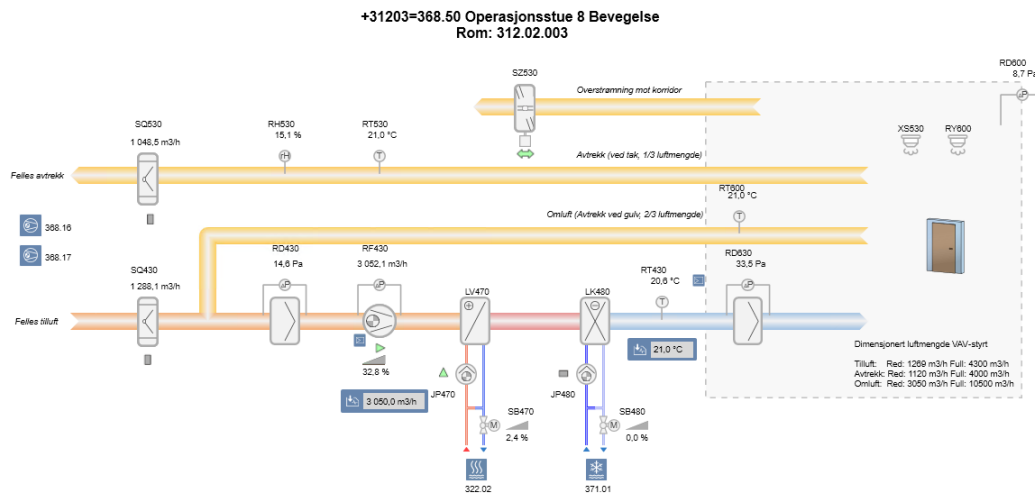 +31203=368.50 Operasjonsstue 8 Bevegelse
Rom: 312.02.003
RD600
8,7 Pa
SZ530
Overstrømning mot korridor
SQ530
1 048,5 m3/h
RH530
15,1 %
RT530
21,0 °C
XS530
RY600
Avtrekk (ved tak, 1/3 luftmengde)
Felles avtrekk
RT600
21,0 °C
Omluft (Avtrekk ved gulv, 2/3 luftmengde)
368.16
368.17
RD430
14,6 Pa
RF430
3 052,1 m3/h
RD630
33,5 Pa
SQ430
1 288,1 m3/h
RT430
20,6 °C
LV470
LK480
Felles tilluft
21,0 °C
Dimensjonert luftmengde VAV-styrt
Tilluft: Red: 1269 m3/h Full: 4300 m3/h
Avtrekk: Red: 1120 m3/h Full: 4000 m3/h
Omluft: Red: 3050 m3/h Full: 10500 m3/h
32,8 %
3 050,0 m3/h
JP470
JP480
SB470
2,4 %
SB480
0,0 %
322.02
371.01